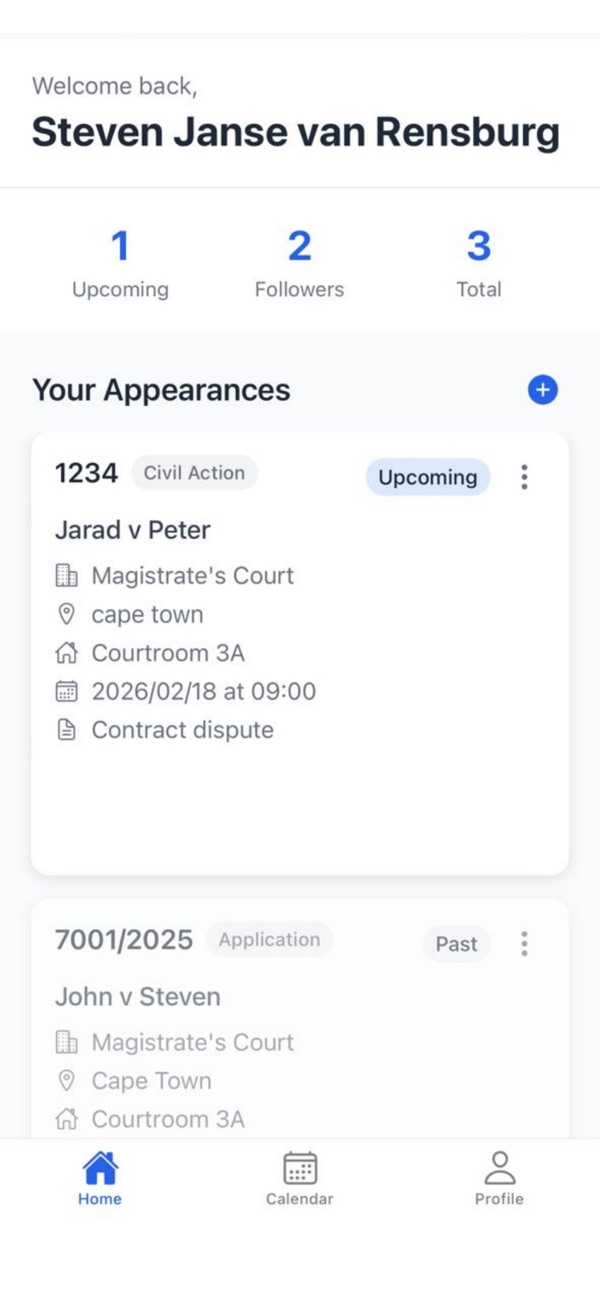 Welcome back,
Steven Janse van Rensburg
1 2 3
Upcoming Followers Total
Your Appearances
1234 Civil Action Upcoming
Jarad v Peter
Magistrate's Court
cape town
Courtroom 3A
2026/02/18 at 09:00
Contract dispute
7001/2025 Application Past
John v Steven
Magistrate's Court
Cape Town
Courtroom 3A
Home Calendar Profile